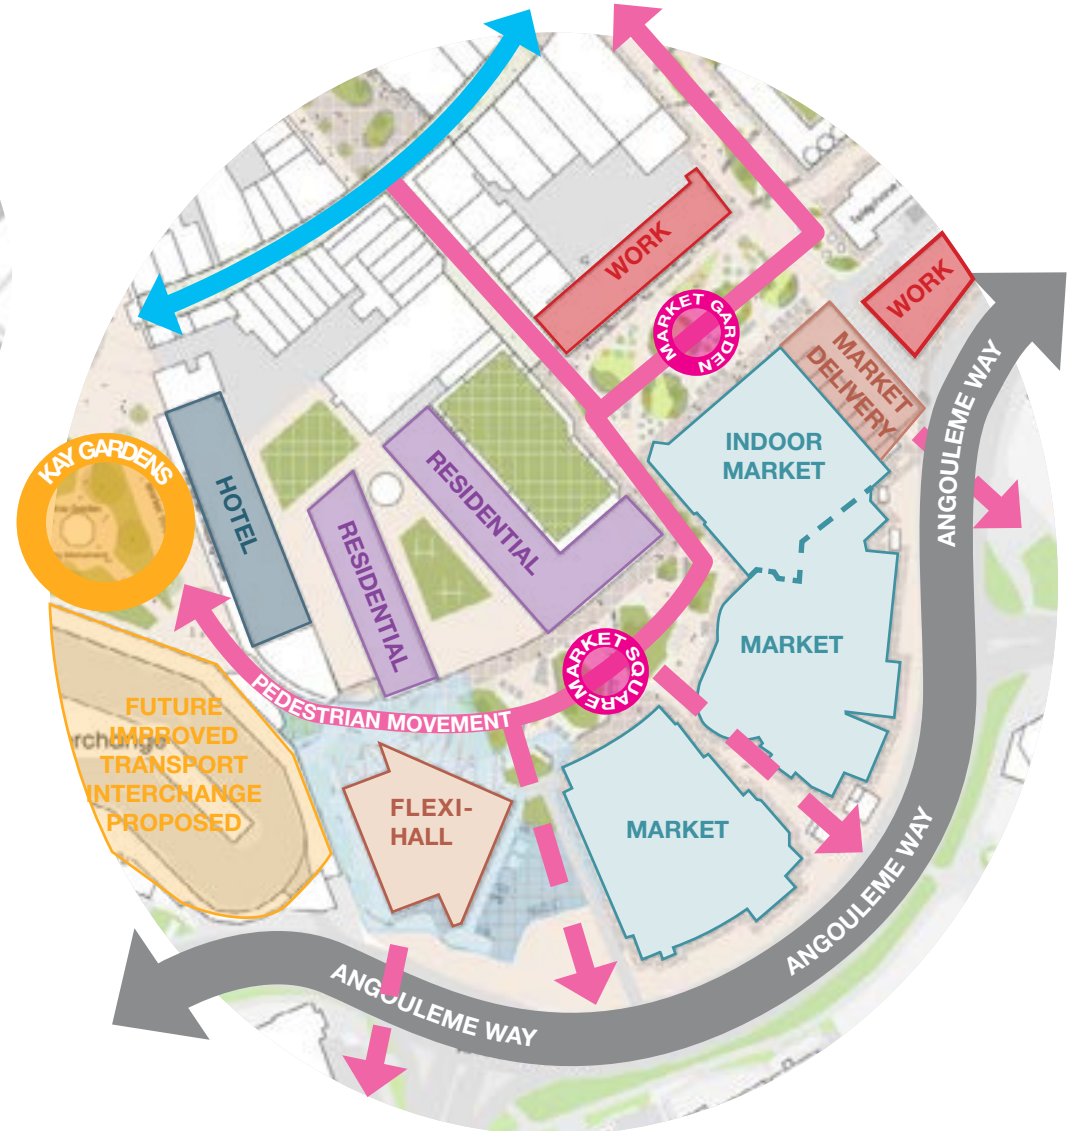 WORK
WORK
MARKET GARDEN
MARKET
DELIVERY
ANGOULEME WAY
INDOOR
MARKET
KAY GARDENS
HOTEL
RESIDENTIAL
RESIDENTIAL
MARKET
MARKET SQUARE
PEDESTRIAN MOVEMENT
FUTURE
IMPROVED
TRANSPORT
INTERCHANGE
PROPOSED
rchange
FLEXI-
HALL
MARKET
ANGOULEME WAY
ANGOULEME WAY